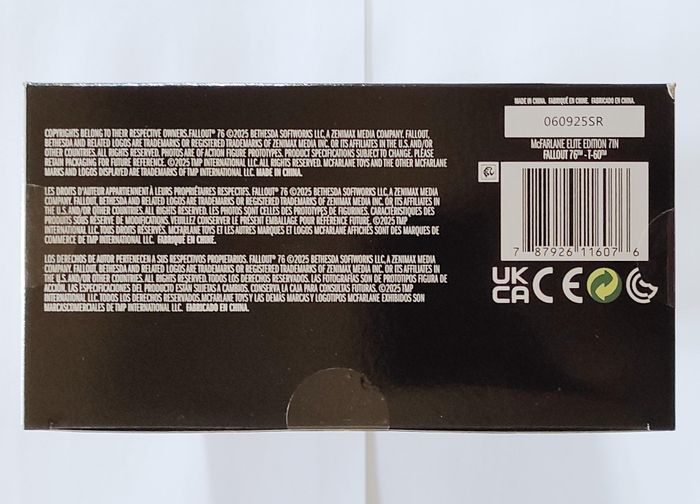 MADE IN CHINA. FABRIQUÉ EN CHINE. FABRICADO EN CHINA.
060925SR
McFARLANE ELITE EDITION 7IN
FALLOUT 76™ -T-60™
7 87926 11607 6
UK
CA CE
COPYRIGHTS BELONG TO THEIR RESPECTIVE OWNERS. FALLOUT® 76 ©2025 BETHESDA SOFTWORKS LLC, A ZENIMAX MEDIA COMPANY. FALLOUT,
BETHESDA AND RELATED LOGOS ARE TRADEMARKS OR REGISTERED TRADEMARKS OF ZENIMAX MEDIA INC. OR ITS AFFILIATES IN THE U.S. AND/OR
OTHER COUNTRIES. ALL RIGHTS RESERVED. PHOTOS ARE OF ACTION FIGURE PROTOTYPES. PRODUCT SPECIFICATIONS SUBJECT TO CHANGE. PLEASE
RETAIN PACKAGING FOR FUTURE REFERENCE. ©2025 TMP INTERNATIONAL, LLC. ALL RIGHTS RESERVED. MCFARLANE TOYS AND THE OTHER MCFARLANE
MARKS AND LOGOS DISPLAYED ARE TRADEMARKS OF TMP INTERNATIONAL LLC. MADE IN CHINA.
LES DROITS D'AUTEUR APPARTIENNENT À LEURS PROPRIÉTAIRES RESPECTIFS. FALLOUT® 76 ©2025 BETHESDA SOFTWORKS LLC, A ZENIMAX MEDIA
COMPANY. FALLOUT, BETHESDA AND RELATED LOGOS ARE TRADEMARKS OR REGISTERED TRADEMARKS OF ZENIMAX MEDIA INC. OR ITS AFFILIATES IN
THE U.S. AND/OR OTHER COUNTRIES. ALL RIGHTS RESERVED. LES PHOTOS SONT CELLES DES PROTOTYPES DE FIGURINES. CARACTÉRISTIQUES DES
PRODUITS SOUS RÉSERVE DE MODIFICATIONS. VEUILLEZ CONSERVER LE PRÉSENT EMBALLAGE POUR RÉFÉRENCE FUTURE. ©2025 TMP
INTERNATIONAL LLC. TOUS DROITS RÉSERVÉS. MCFARLANE TOYS ET LES AUTRES MARQUES ET LOGOS MCFARLANE AFFICHÉS SONT DES MARQUES DE
COMMERCE DE TMP INTERNATIONAL LLC. FABRIQUÉ EN CHINE.
LOS DERECHOS DE AUTOR PERTENECEN A SUS RESPECTIVOS PROPIETARIOS. FALLOUT® 76 ©2025 BETHESDA SOFTWORKS LLC, A ZENIMAX MEDIA
COMPANY. FALLOUT, BETHESDA AND RELATED LOGOS ARE TRADEMARKS OR REGISTERED TRADEMARKS OF ZENIMAX MEDIA INC. OR ITS AFFILIATES
IN THE U.S. AND/OR OTHER COUNTRIES. ALL RIGHTS RESERVED. TODOS LOS DERECHOS RESERVADOS. LAS FOTOGRAFÍAS SON DE PROTOTIPOS FIGURA DE
ACCIÓN. LAS ESPECIFICACIONES DEL PRODUCTO ESTÁN SUJETAS A CAMBIOS. CONSERVA LA CAJA PARA CONSULTAS FUTURAS. ©2025 TMP
INTERNATIONAL LLC. TODOS LOS DERECHOS RESERVADOS. MCFARLANE TOYS Y LAS DEMÁS MARCAS Y LOGOTIPOS MCFARLANE EXHIBIDOS SON
MARCAS COMERCIALES DE TMP INTERNATIONAL LLC. FABRICADO EN CHINA.